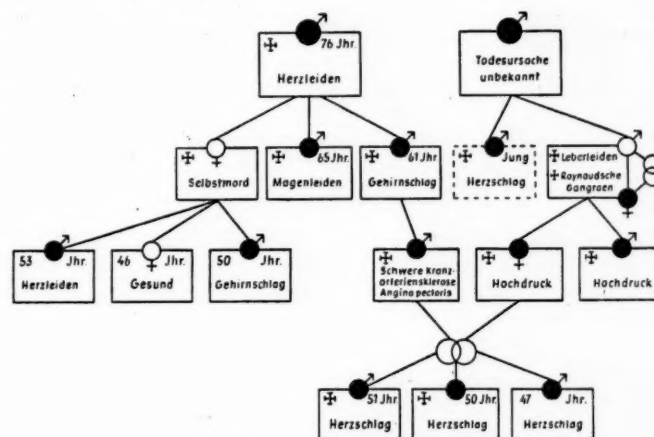 76 Jhr.
Herzleiden
Todesursache
unbekannt
Selbstmord
65 Jhr.
Magenleiden
61 Jhr
Gehirnschlag
Jung
Herzschlag
Leberleiden
Raynaudsche
Gangraen
53 Jhr.
Herzleiden
46 Jhr.
Gesund
50 Jhr.
Gehirnschlag
Schwere Kranz-
arteriensklerose
Angina pectoris
Hochdruck
Hochdruck
51 Jhr.
Herzschlag
50 Jhr.
Herzschlag
47 Jhr.
Herzschlag